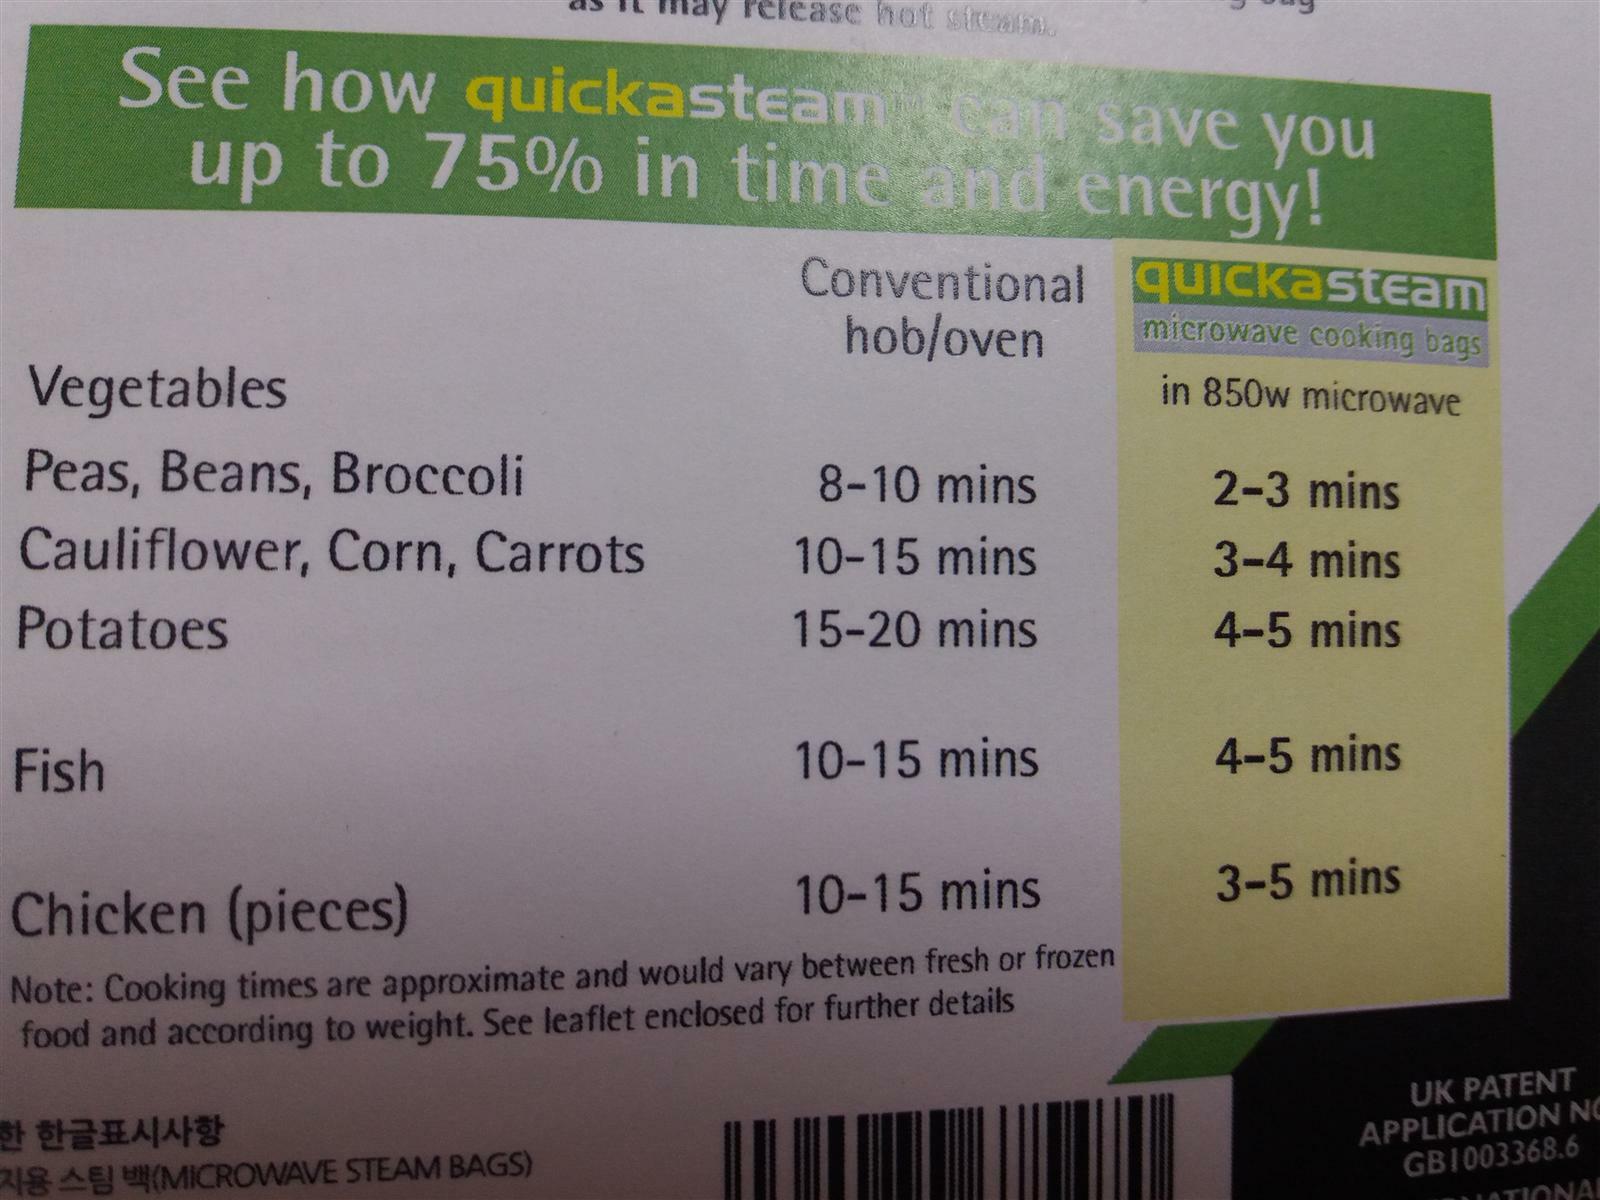 as it may release hot steam.
bag
See how quickasteam™ can save you
up to 75% in time and energy!
Conventional
hob/oven
quickasteam
microwave cooking bags
in 850w microwave
Vegetables
Peas, Beans, Broccoli 8-10 mins 2-3 mins
Cauliflower, Corn, Carrots 10-15 mins 3-4 mins
Potatoes 15-20 mins 4-5 mins
Fish 10-15 mins 4-5 mins
Chicken (pieces) 10-15 mins 3-5 mins
Note: Cooking times are approximate and would vary between fresh or frozen
food and according to weight. See leaflet enclosed for further details
한 한글표시사항
지용 스팀 백(MICROWAVE STEAM BAGS)
UK PATENT
APPLICATION NO
GB1003368.6